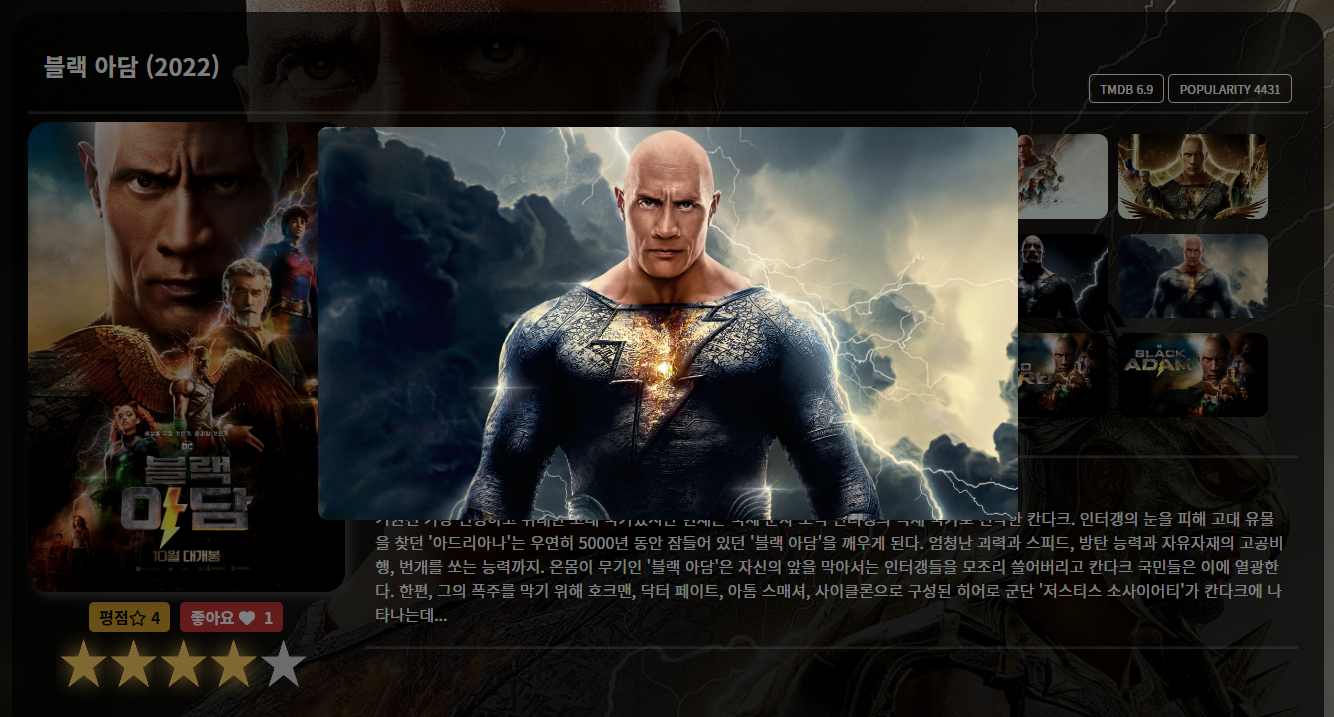 블랙 아담 (2022)
TMDB 6.9
POPULARITY 4431
DC
블랙
아담
10월 대개봉
BLACK
ADAM
한 칸다크. 인터갱의 눈을 피해 고대 유물
을 찾던 '아드리아나'는 우연히 5000년 동안 잠들어 있던 '블랙 아담'을 깨우게 된다. 엄청난 괴력과 스피드, 방탄 능력과 자유자재의 고공비
행, 번개를 쏘는 능력까지. 온몸이 무기인 '블랙 아담'은 자신의 앞을 막아서는 인터갱들을 모조리 쓸어버리고 칸다크 국민들은 이에 열광한
다. 한편, 그의 폭주를 막기 위해 호크맨, 닥터 페이트, 아톰 스매셔, 사이클론으로 구성된 히어로 군단 '저스티스 소사이어티'가 칸다크에 나
타나는데...
평점 4
좋아요 1